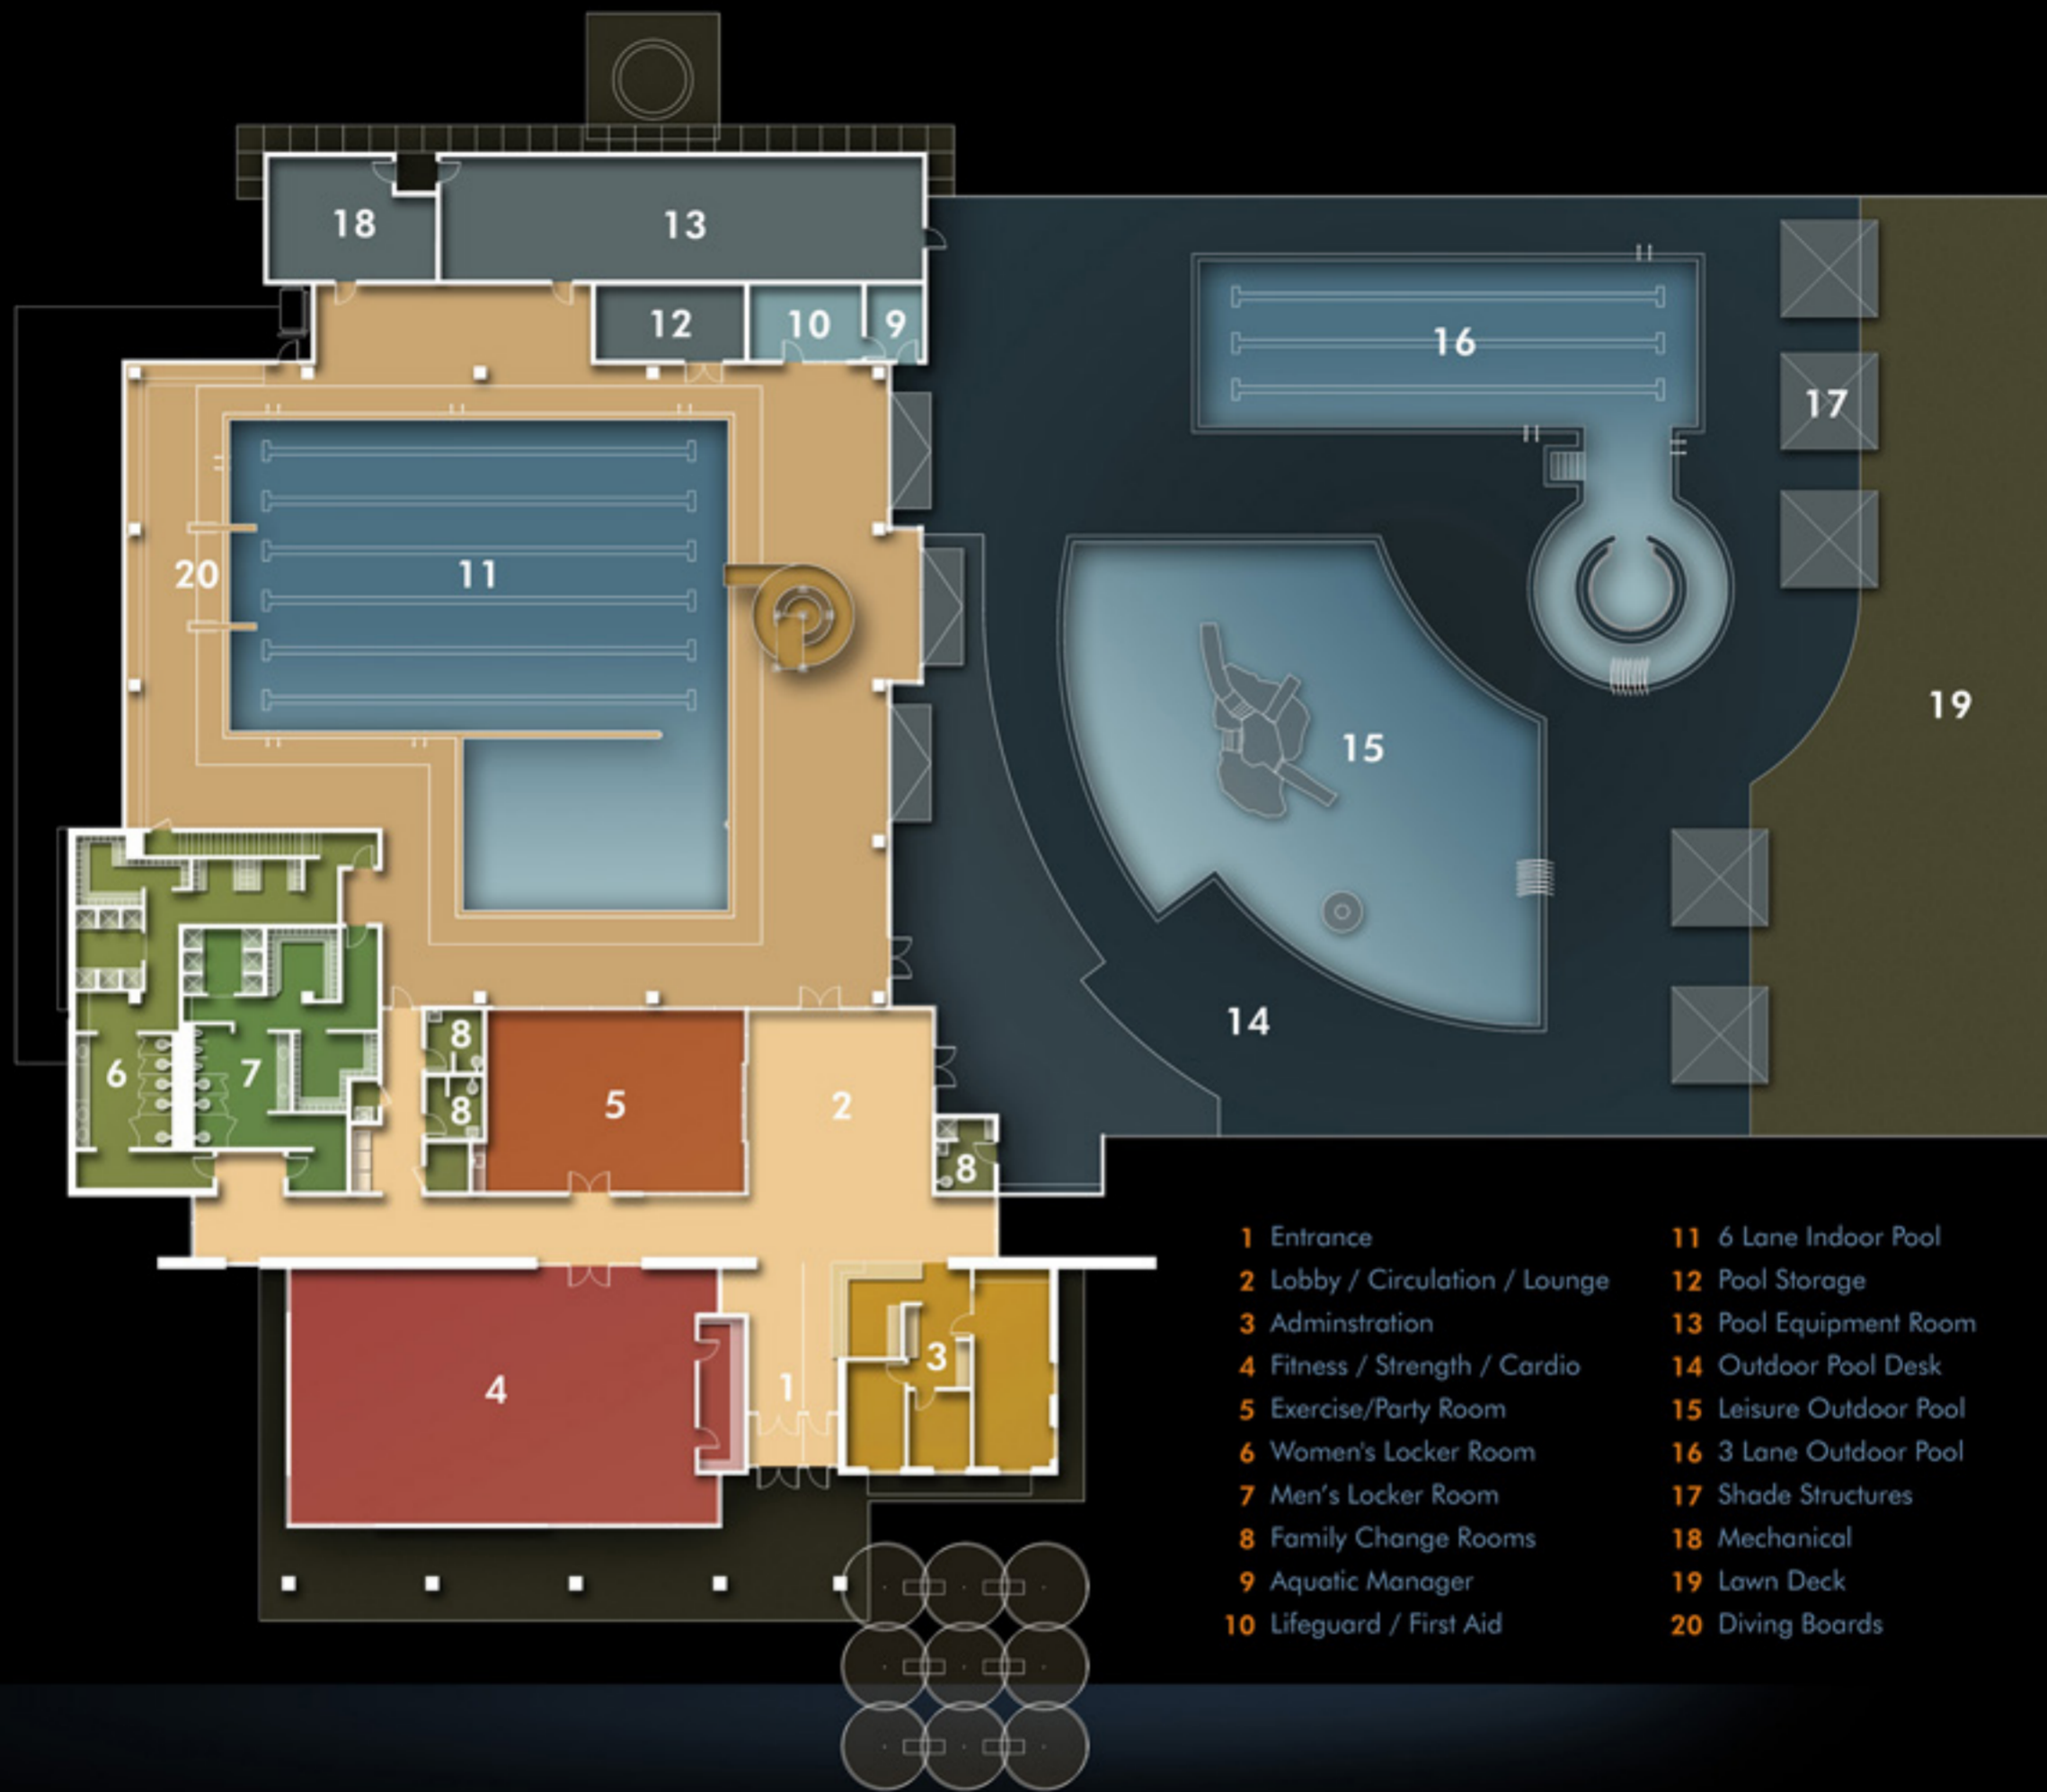 18
13
12
10
9
16
17
20
11
19
15
14
8
6
7
8
5
2
8
3
4
1
1 Entrance
2 Lobby / Circulation / Lounge
3 Adminstration
4 Fitness / Strength / Cardio
5 Exercise/Party Room
6 Women's Locker Room
7 Men's Locker Room
8 Family Change Rooms
9 Aquatic Manager
10 Lifeguard / First Aid
11 6 Lane Indoor Pool
12 Pool Storage
13 Pool Equipment Room
14 Outdoor Pool Desk
15 Leisure Outdoor Pool
16 3 Lane Outdoor Pool
17 Shade Structures
18 Mechanical
19 Lawn Deck
20 Diving Boards